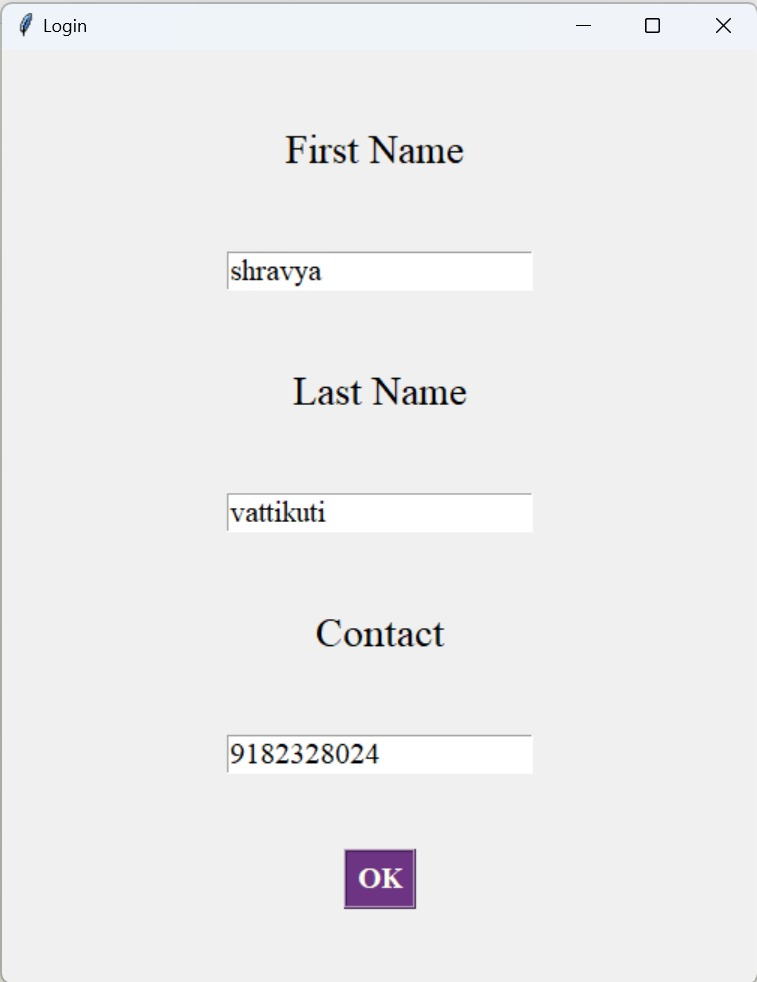 Login
First Name
shravya
Last Name
vattikuti
Contact
9182328024
OK